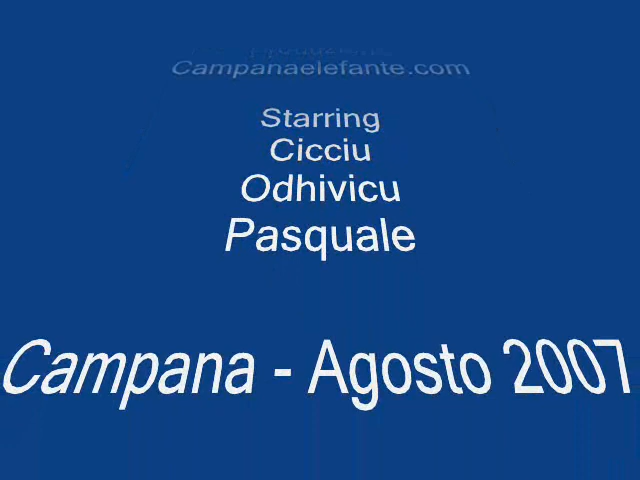 Campanaelefante.com
Starring
Cicciu
Odhivicu
Pasquale
Campana - Agosto 2007